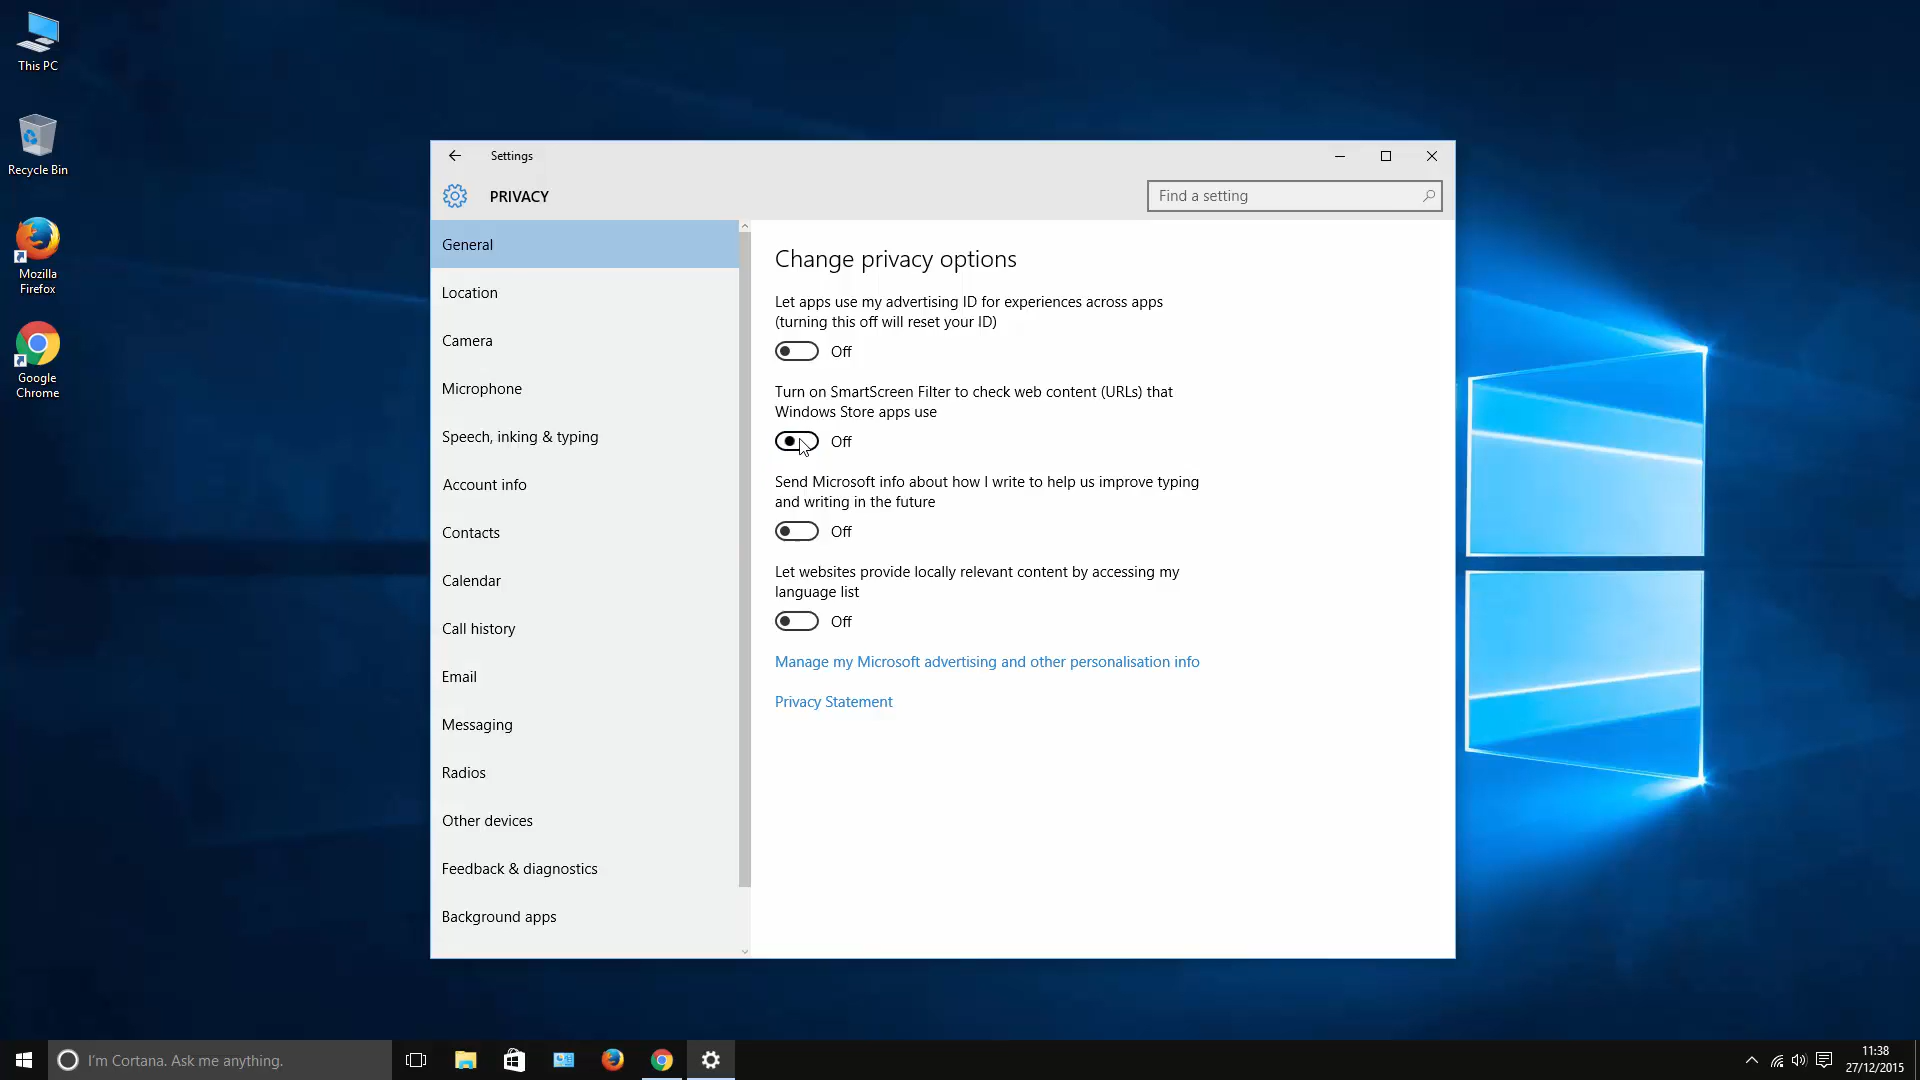 This PC
Recycle Bin
Mozilla
Firefox
Google
Chrome
Settings
PRIVACY
Find a setting
General
Location
Camera
Microphone
Speech, inking & typing
Account info
Contacts
Calendar
Call history
Email
Messaging
Radios
Other devices
Feedback & diagnostics
Background apps
Change privacy options
Let apps use my advertising ID for experiences across apps
(turning this off will reset your ID)
Off
Turn on SmartScreen Filter to check web content (URLs) that
Windows Store apps use
Off
Send Microsoft info about how I write to help us improve typing
and writing in the future
Off
Let websites provide locally relevant content by accessing my
language list
Off
Manage my Microsoft advertising and other personalisation info
Privacy Statement
I'm Cortana. Ask me anything.
11:38
27/12/2015